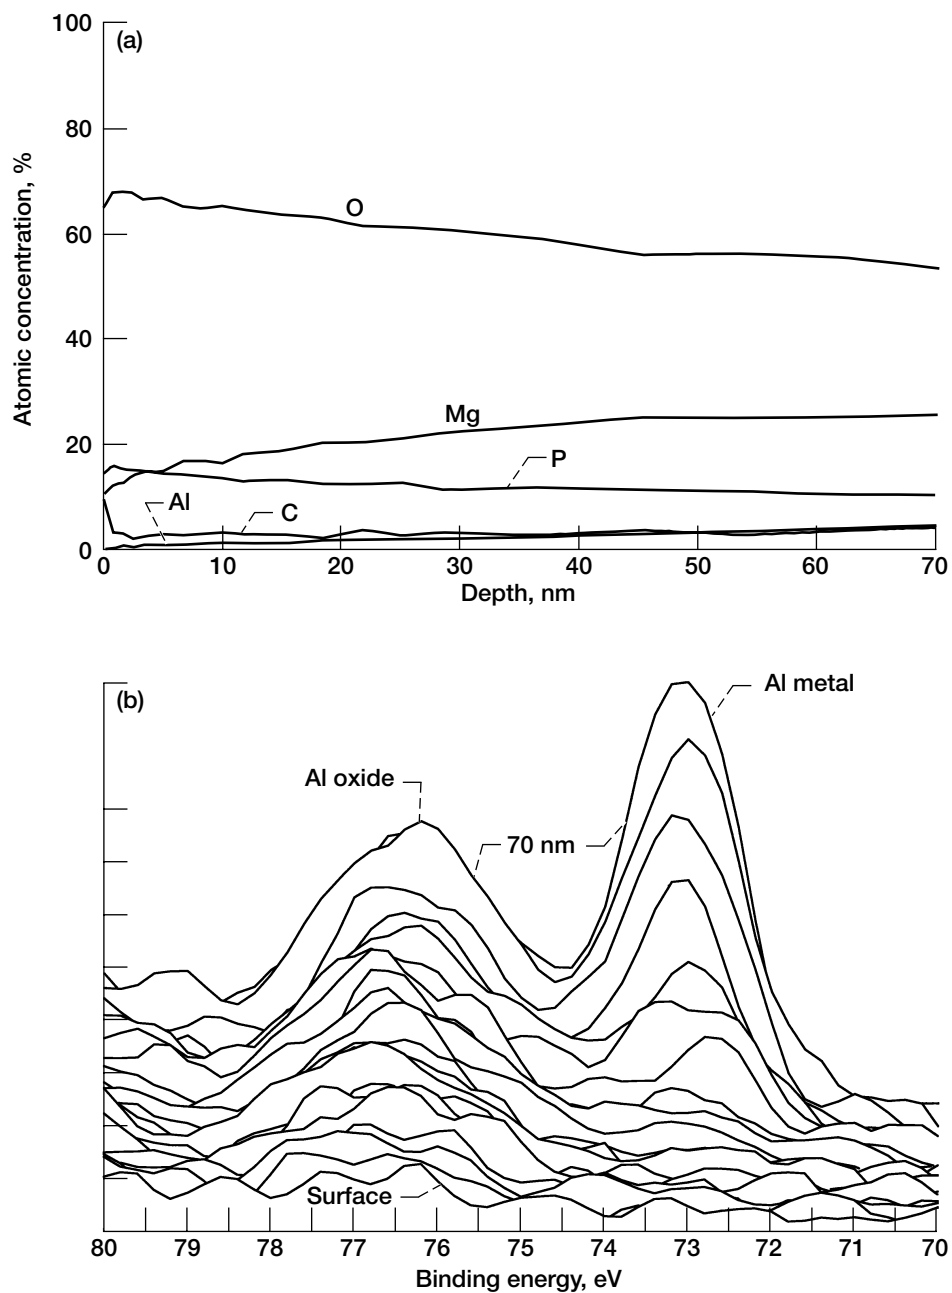 100
(a)
80
60
40
20
0
Atomic concentration, %
O
Mg
P
Al
C
0 10 20 30 40 50 60 70
Depth, nm
(b)
Al metal
Al oxide
70 nm
Surface
80 79 78 77 76 75 74 73 72 71 70
Binding energy, eV